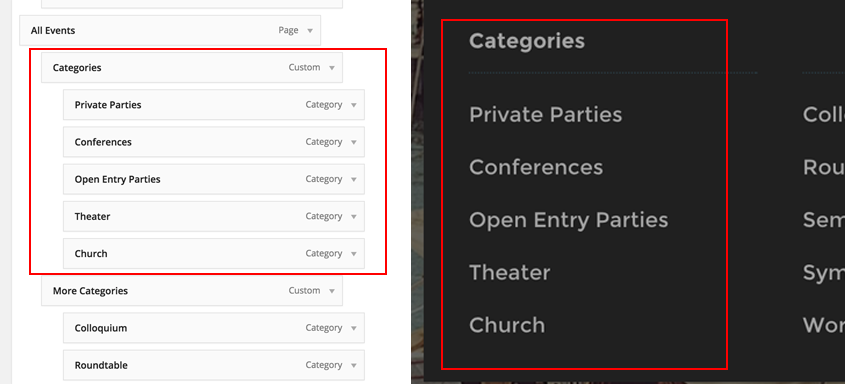 All Events Page
Categories Custom
Private Parties Category
Conferences Category
Open Entry Parties Category
Theater Category
Church Category
More Categories Custom
Colloquium Category
Roundtable Category
Categories
Private Parties
Conferences
Open Entry Parties
Theater
Church
Coll
Rou
Sem
Sym
Wor